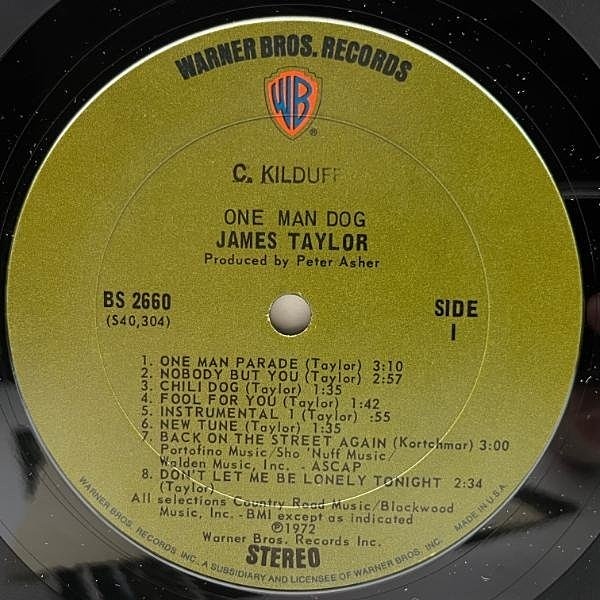 WARNER BROS. RECORDS
WB
®
C. KILDUFF
ONE MAN DOG
JAMES TAYLOR
Produced by Peter Asher
BS 2660
(S40,304)
SIDE
1
1. ONE MAN PARADE (Taylor) 3:10
2. NOBODY BUT YOU (Taylor) 2:57
3. CHILI DOG (Taylor) 1:35
4. FOOL FOR YOU (Taylor) 1:42
5. INSTRUMENTAL 1 (Taylor) :55
6. NEW TUNE (Taylor) 1:35
7. BACK ON THE STREET AGAIN (Kortchmar) 3:00
Portofino Music/Sho 'Nuff Music/
Walden Music, Inc. - ASCAP
8. DON'T LET ME BE LONELY TONIGHT 2:34
(Taylor)
All selections Country Road Music/Blackwood
Music, Inc. - BMI except as indicated
℗1972
Warner Bros. Records Inc.
STEREO
WARNER BROS. RECORDS INC., A SUBSIDIARY AND LICENSEE OF WARNER BROS. INC. MADE IN U.S.A.